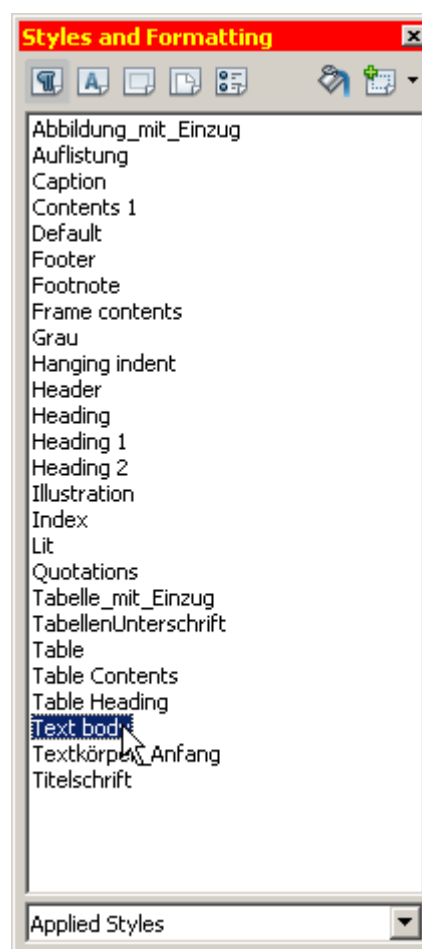 Styles and Formatting
Abbildung_mit_Einzug
Auflistung
Caption
Contents 1
Default
Footer
Footnote
Frame contents
Grau
Hanging indent
Header
Heading
Heading 1
Heading 2
Illustration
Index
Lit
Quotations
Tabelle_mit_Einzug
TabellenUnterschrift
Table
Table Contents
Table Heading
Text body
Textkörper_Anfang
Titelschrift
Applied Styles